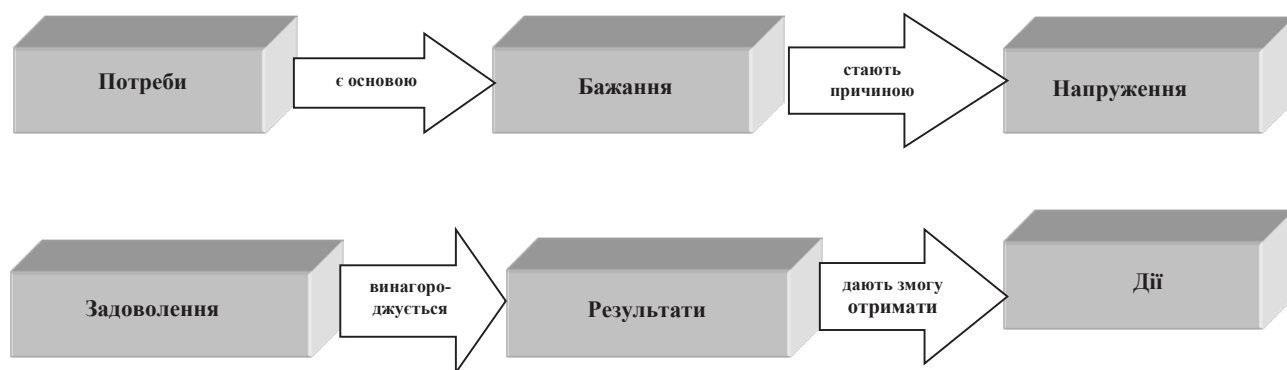 Потреби
є основою
Бажання
стають
причиною
Напруження
Задоволення
винагоро-
джується
Результати
дають змогу
отримати
Дії